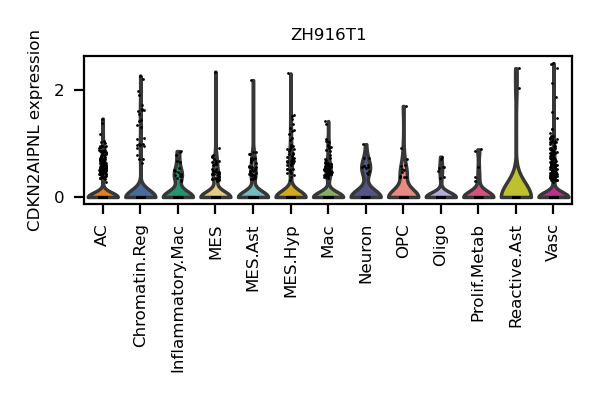 ZH916T1
CDKN2AIPNL expression
2
0
AC
Chromatin.Reg
Inflammatory.Mac
MES
MES.Ast
MES.Hyp
Mac
Neuron
OPC
Oligo
Prolif.Metab
Reactive.Ast
Vasc